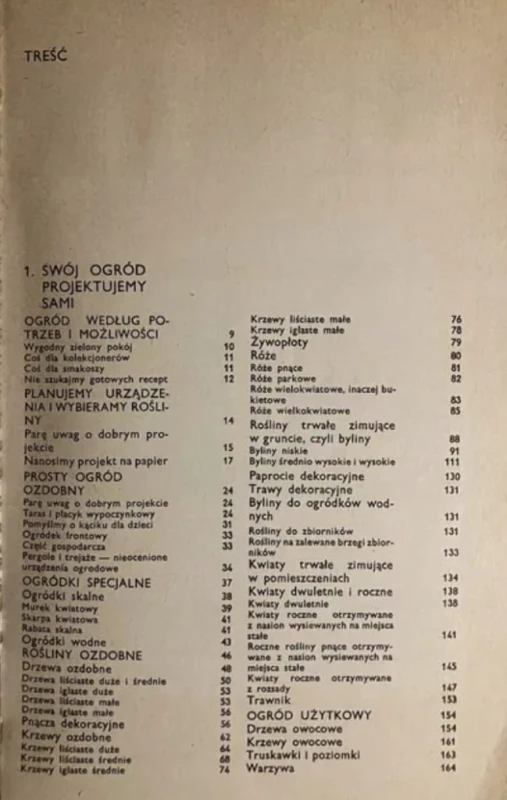 TREŚĆ
1. SWÓJ OGRÓD
PROJEKTUJEMY
SAMI
OGRÓD WEDŁUG PO-
TRZEB I MOŻLIWOŚCI 9
Wygodny zielony pokój 10
Coś dla kolekcjonerów 11
Coś dla smakoszy 11
Nie szukajmy gotowych recept 12
PLANUJEMY URZĄDZE-
NIA I WYBIERAMY ROŚLI-
NY 14
Parę uwag o dobrym pro-
jekcie 15
Nanosimy projekt na papier 17
PROSTY OGRÓD
OZDOBNY 24
Parę uwag o dobrym projekcie 24
Taras i placyk wypoczynkowy 24
Pomyślmy o kąciku dla dzieci 31
Ogródek frontowy 33
Część gospodarcza 33
Pergole i trejaże — nieocenione
urządzenia ogrodowe 34
OGRÓDKI SPECJALNE 37
Ogródki skalne 38
Murek kwiatowy 39
Skarpa kwiatowa 41
Rabata skalna 41
Ogródki wodne 43
ROŚLINY OZDOBNE 46
Drzewa ozdobne 48
Drzewa liściaste duże i średnie 50
Drzewa iglaste duże 53
Drzewa liściaste małe 53
Drzewa iglaste małe 56
Pnącza dekoracyjne 56
Krzewy ozdobne 62
Krzewy liściaste duże 64
Krzewy liściaste średnie 68
Krzewy iglaste średnie 74
Krzewy liściaste małe 76
Krzewy iglaste małe 78
Żywopłoty 79
Róże 80
Róże pnące 81
Róże parkowe 82
Róże wielokwiatowe, inaczej bu-
kietowe 83
Róże wielkokwiatowe 85
Rośliny trwałe zimujące
w gruncie, czyli byliny 88
Byliny niskie 91
Byliny średnio wysokie i wysokie 111
Paprocie dekoracyjne 130
Trawy dekoracyjne 131
Byliny do ogródków wod-
nych 131
Rośliny do zbiorników 131
Rośliny na zalewane brzegi zbior-
ników 133
Kwiaty trwałe zimujące
w pomieszczeniach 134
Kwiaty dwuletnie i roczne 138
Kwiaty dwuletnie 138
Kwiaty roczne otrzymywane
z nasion wysiewanych na miejsca
stałe 141
Roczne rośliny pnące otrzymy-
wane z nasion wysiewanych na
miejsca stałe 145
Kwiaty roczne otrzymywane
z rozsady 147
Trawnik 153
OGRÓD UŻYTKOWY 154
Drzewa owocowe 154
Krzewy owocowe 161
Truskawki i poziomki 163
Warzywa 164